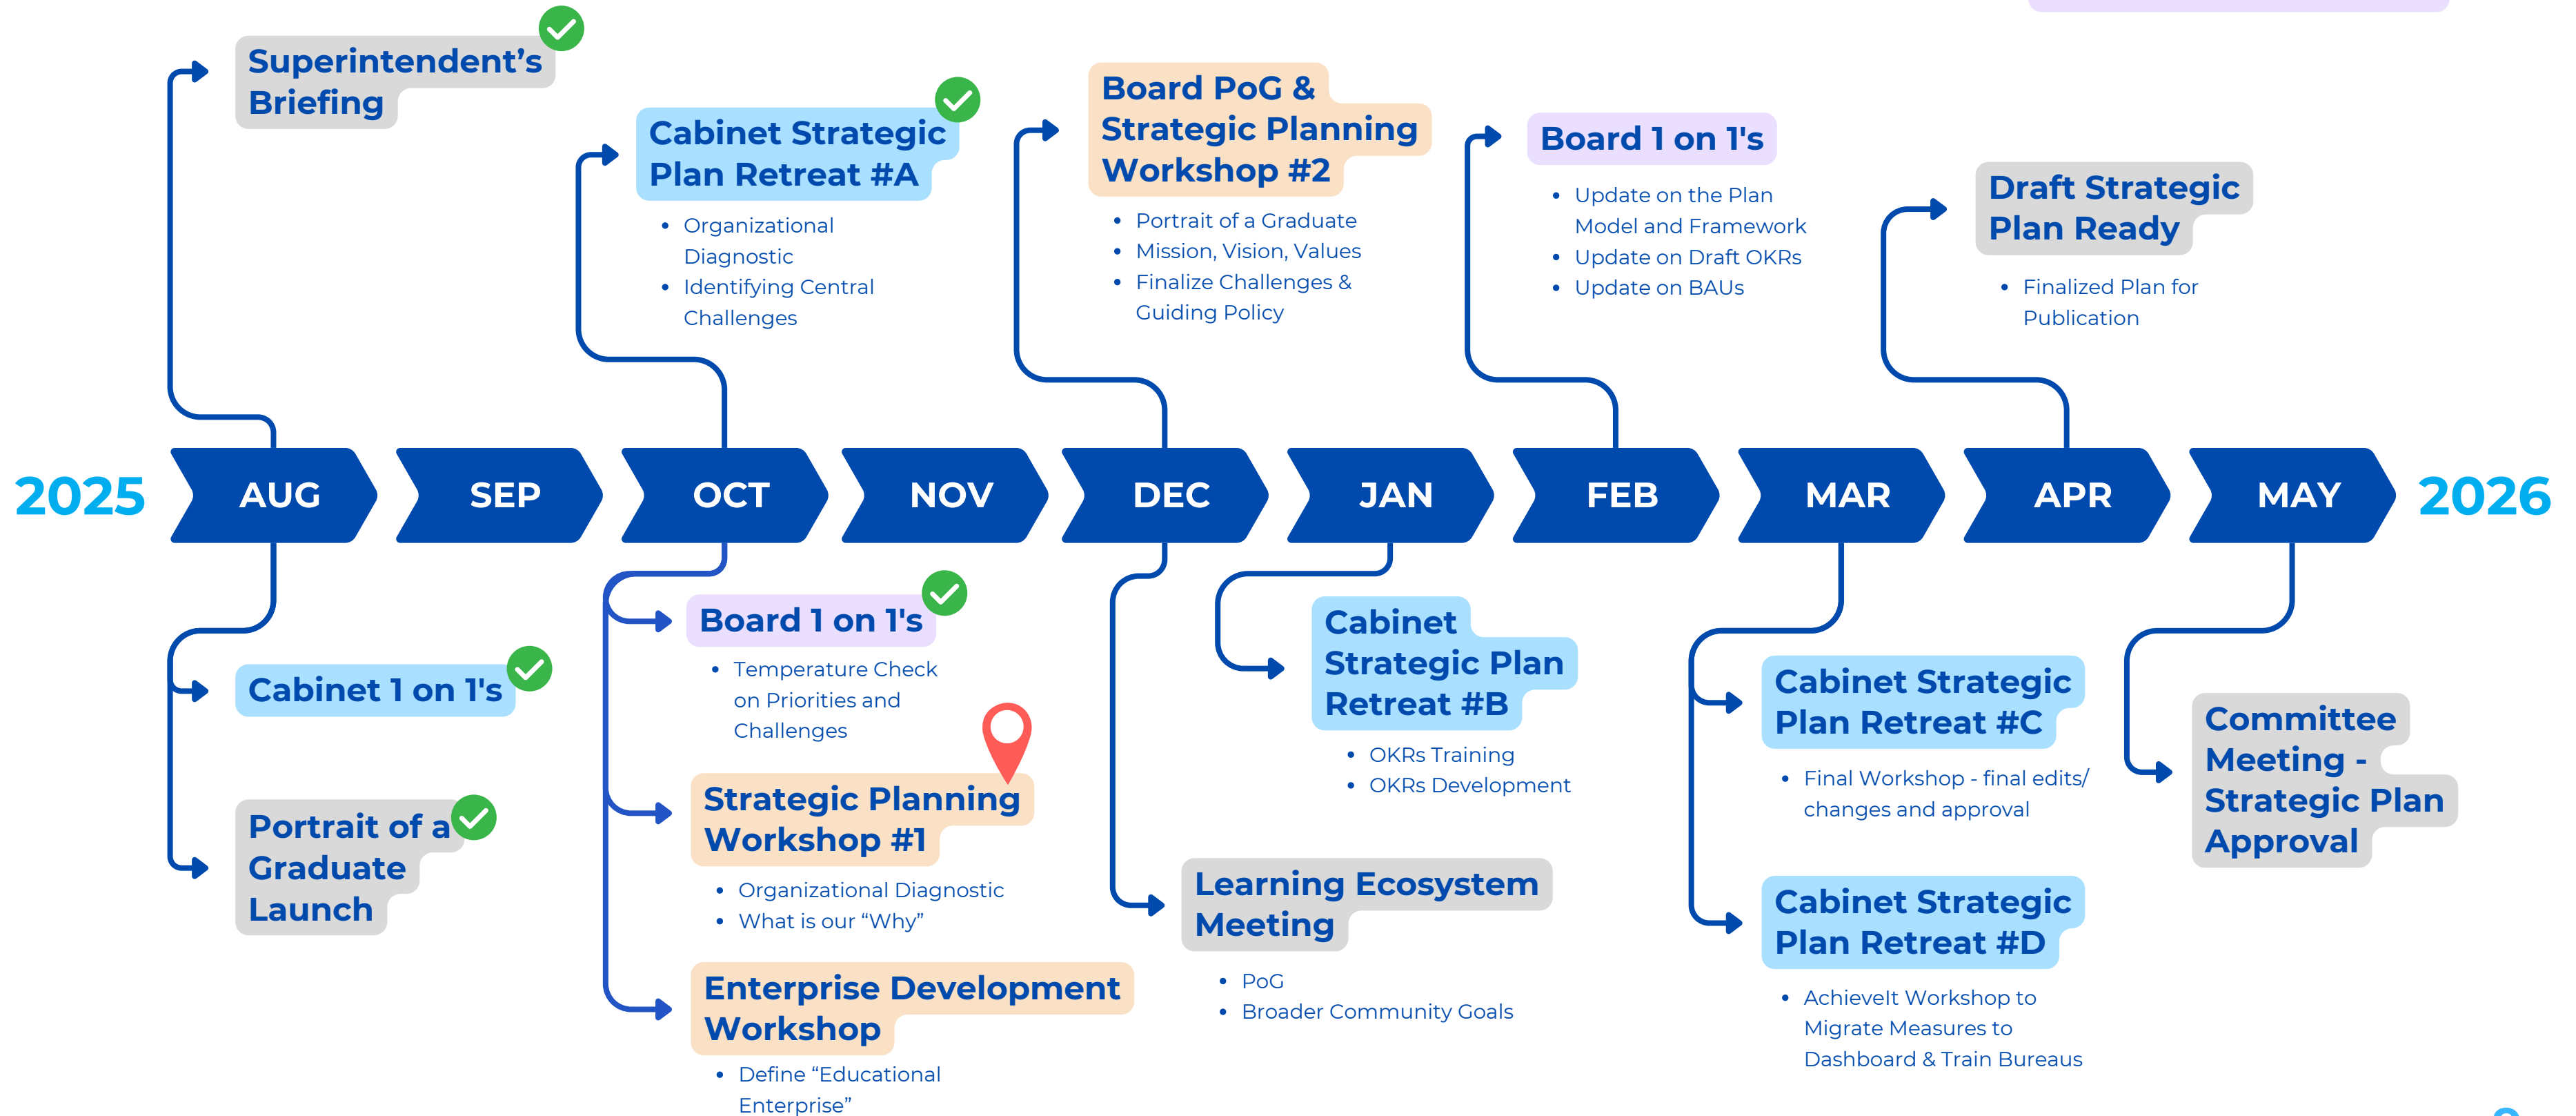 Superintendent’s
Briefing
Cabinet Strategic
Plan Retreat #A
Organizational
Diagnostic
Identifying Central
Challenges
Board PoG &
Strategic Planning
Workshop #2
Portrait of a Graduate
Mission, Vision, Values
Finalize Challenges &
Guiding Policy
Board 1 on 1's
Update on the Plan
Model and Framework
Update on Draft OKRs
Update on BAUs
Draft Strategic
Plan Ready
Finalized Plan for
Publication
2025
AUG
SEP
OCT
NOV
DEC
JAN
FEB
MAR
APR
MAY
2026
Cabinet 1 on 1's
Portrait of a
Graduate
Launch
Board 1 on 1's
Temperature Check
on Priorities and
Challenges
Strategic Planning
Workshop #1
Organizational Diagnostic
What is our “Why”
Enterprise Development
Workshop
Define “Educational
Enterprise”
Cabinet
Strategic Plan
Retreat #B
OKRs Training
OKRs Development
Learning Ecosystem
Meeting
PoG
Broader Community Goals
Cabinet Strategic
Plan Retreat #C
Final Workshop - final edits/
changes and approval
Cabinet Strategic
Plan Retreat #D
AchieveIt Workshop to
Migrate Measures to
Dashboard & Train Bureaus
Committee
Meeting -
Strategic Plan
Approval